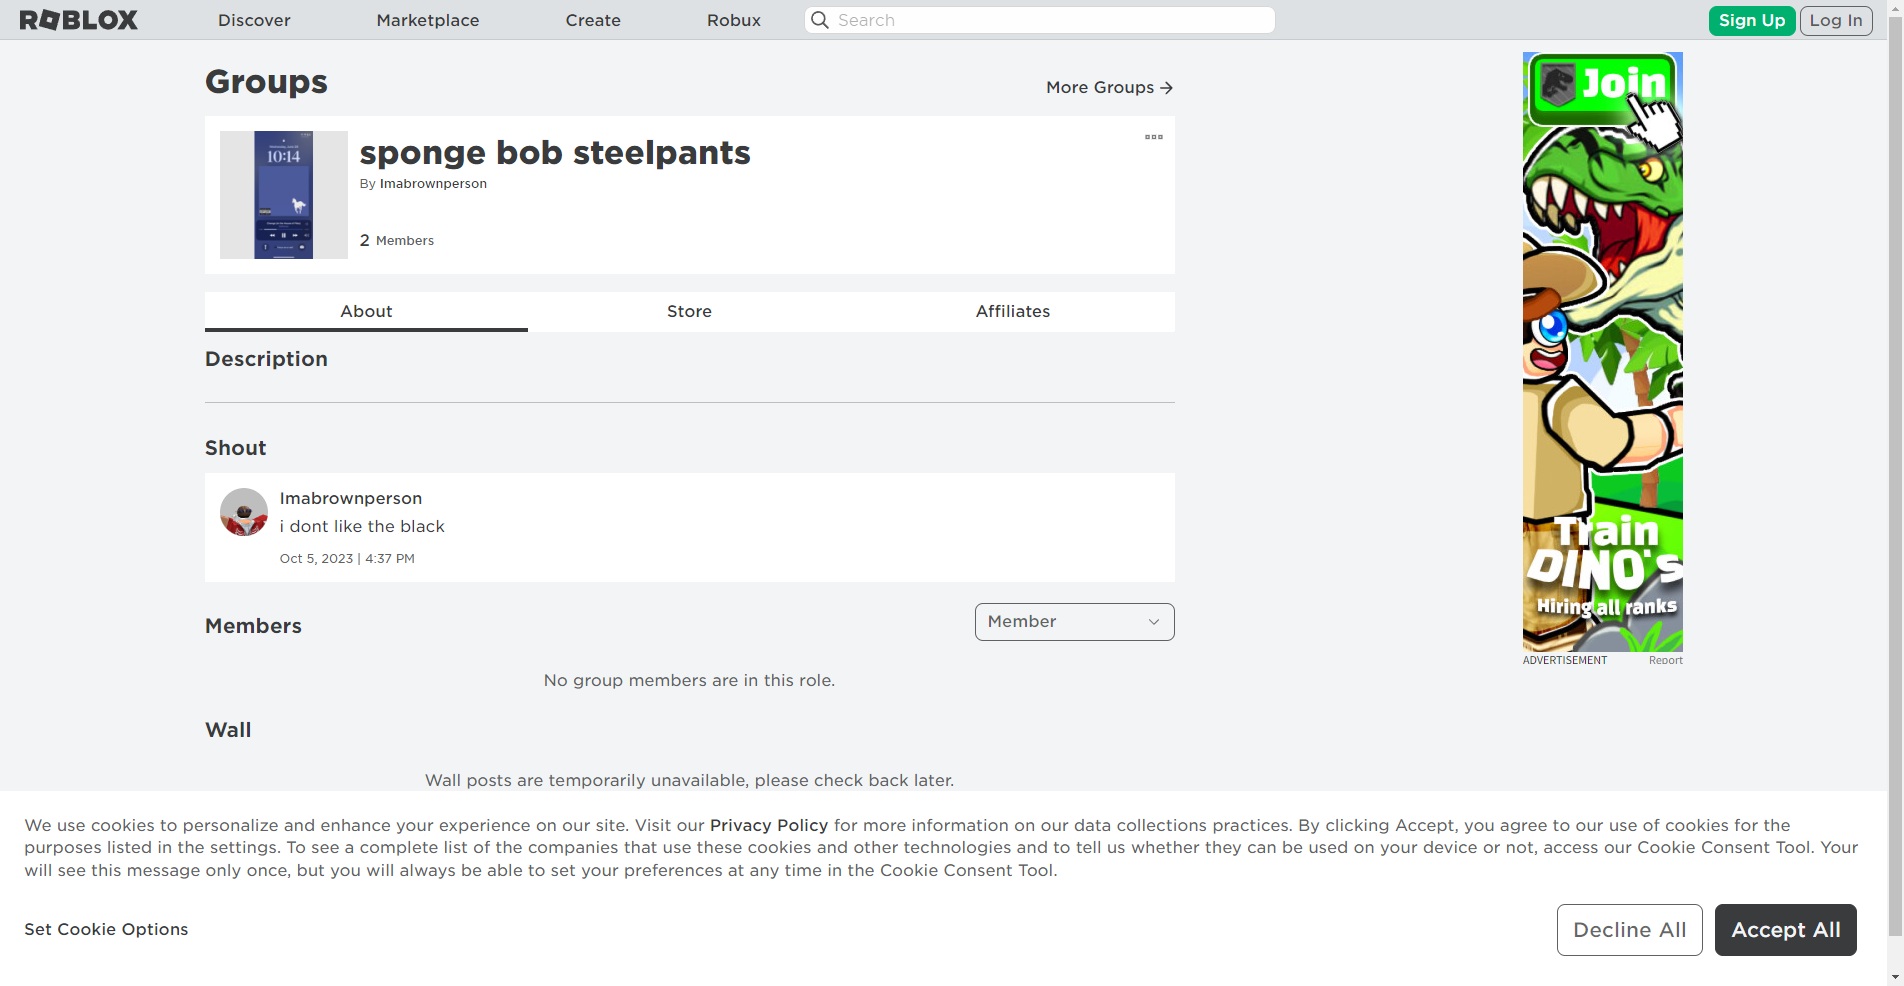 ROBLOX
Discover
Marketplace
Create
Robux
Search
Sign Up
Log In
Groups
More Groups
10:14
sponge bob steelpants
By Imabrownperson
2 Members
About
Store
Affiliates
Description
Shout
Imabrownperson
i dont like the black
Oct 5, 2023 | 4:37 PM
Members
Member
No group members are in this role.
Wall
Wall posts are temporarily unavailable, please check back later.
Join
Train
DINO's
Hiring all ranks
ADVERTISEMENT
Report
We use cookies to personalize and enhance your experience on our site. Visit our Privacy Policy for more information on our data collections practices. By clicking Accept, you agree to our use of cookies for the
purposes listed in the settings. To see a complete list of the companies that use these cookies and other technologies and to tell us whether they can be used on your device or not, access our Cookie Consent Tool. Your
will see this message only once, but you will always be able to set your preferences at any time in the Cookie Consent Tool.
Set Cookie Options
Decline All
Accept All